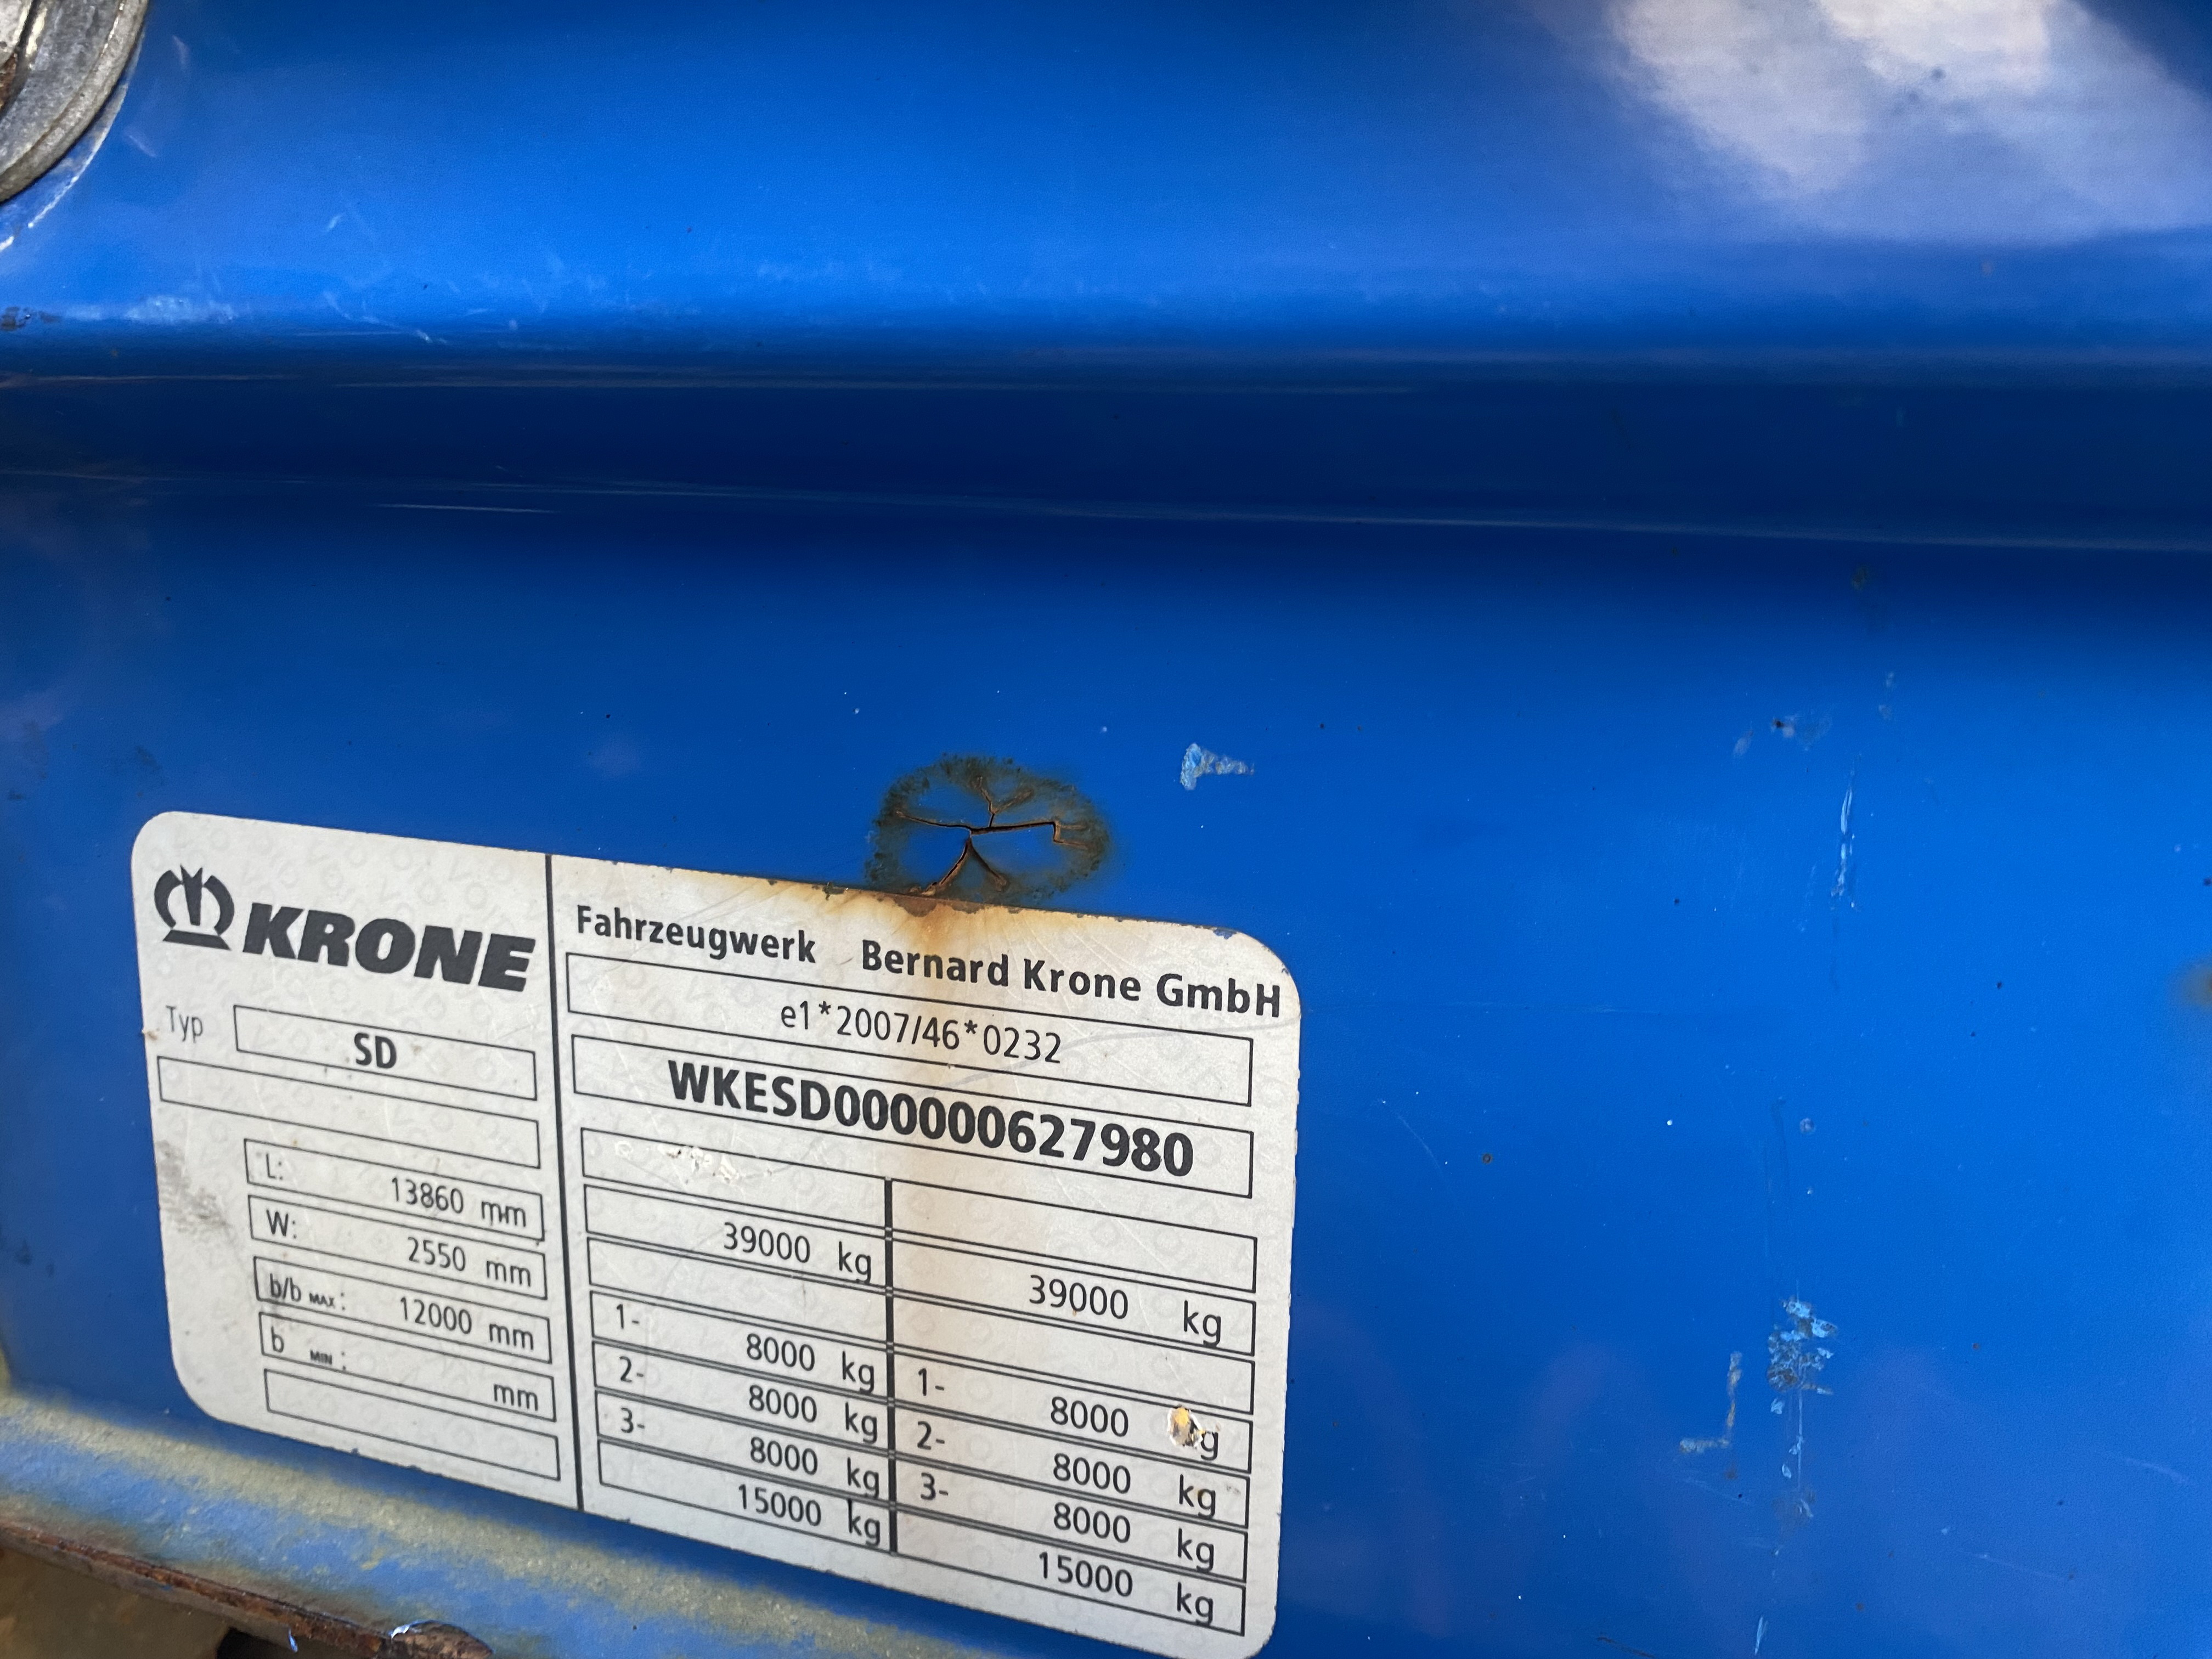 KRONE
Typ SD
L: 13860 mm
W: 2550 mm
b/b MAX: 12000 mm
b MIN: mm
Fahrzeugwerk Bernard Krone GmbH
e1*2007/46*0232
WKESD000000627980
39000 kg 39000 kg
1- 8000 kg 1- 8000 kg
2- 8000 kg 2- 8000 kg
3- 8000 kg 3- 8000 kg
15000 kg 15000 kg